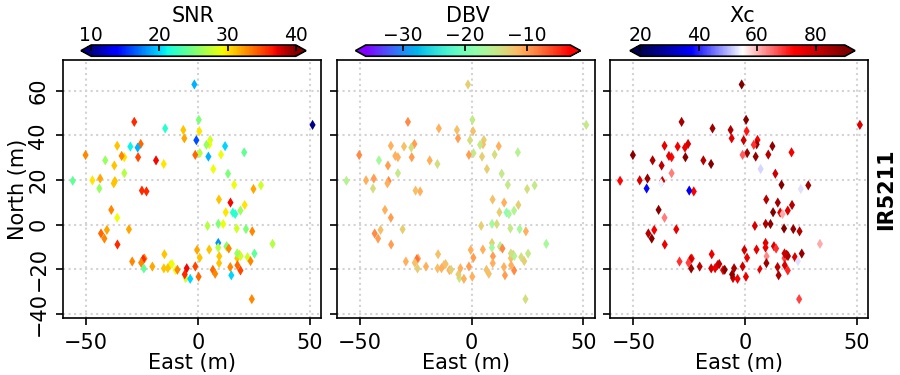 SNR DBV Xc
10 20 30 40 −30 −20 −10 20 40 60 80
60
40
20
0
−20
−40
North (m)
−50 0 50 −50 0 50 −50 0 50
East (m) East (m) East (m)
IR5211